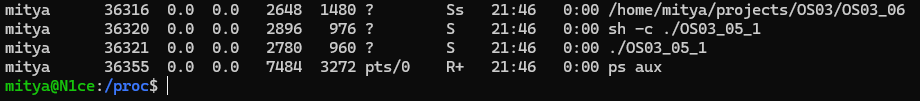 mitya 36316 0.0 0.0 2648 1480 ? Ss 21:46 0:00 /home/mitya/projects/OS03/OS03_06
mitya 36320 0.0 0.0 2896 976 ? S 21:46 0:00 sh -c ./OS03_05_1
mitya 36321 0.0 0.0 2780 960 ? S 21:46 0:00 ./OS03_05_1
mitya 36355 0.0 0.0 7484 3272 pts/0 R+ 21:46 0:00 ps aux
mitya@N1ce:/proc$